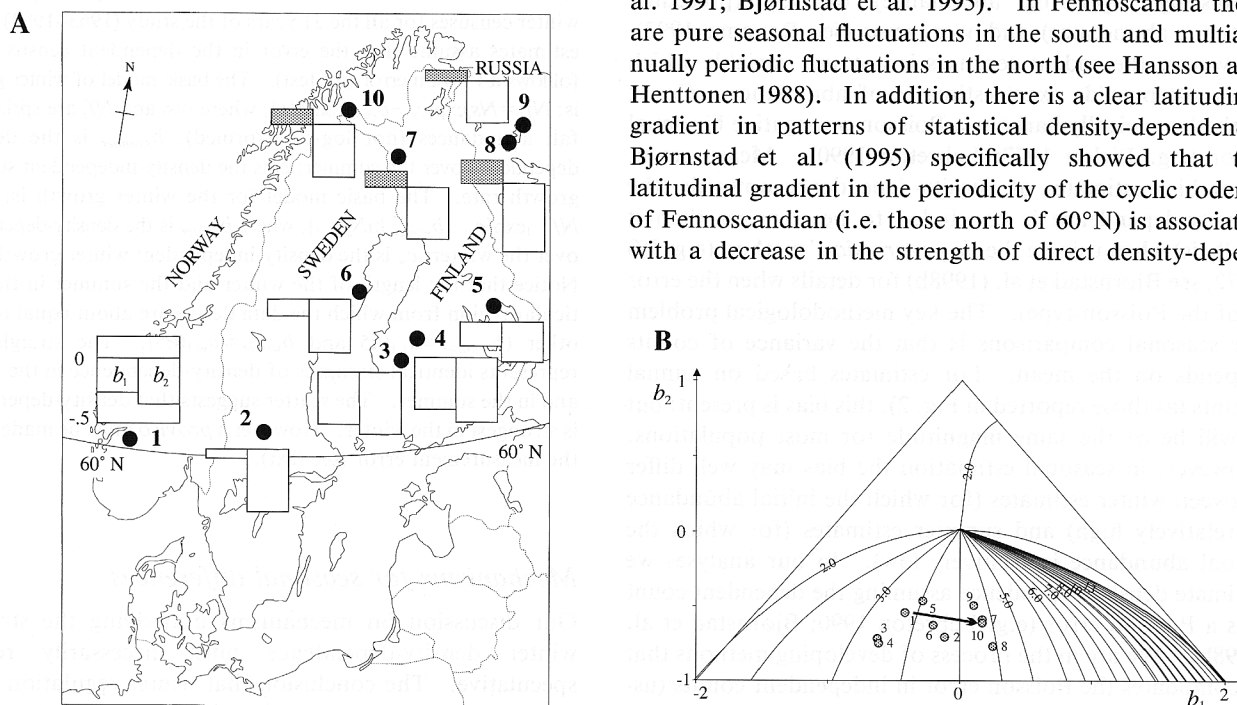 A
N
RUSSIA
10
9
7
8
NORWAY
SWEDEN
FINLAND
6
5
4
3
0
b1 b2
-.5
1
2
60° N
60° N
al. 1991; Bjørnstad et al. 1995). In Fennoscandia the
are pure seasonal fluctuations in the south and multia
nually periodic fluctuations in the north (see Hansson a
Henttonen 1988). In addition, there is a clear latitudin
gradient in patterns of statistical density-dependen
Bjørnstad et al. (1995) specifically showed that t
latitudinal gradient in the periodicity of the cyclic roden
of Fennoscandian (i.e. those north of 60°N) is associat
with a decrease in the strength of direct density-depe
B
b2
1
2.0
0
2.0
3.0
5.0
6.0
9
5
1
7
3
4
6
2
10
8
-1
-2
0
b1
2